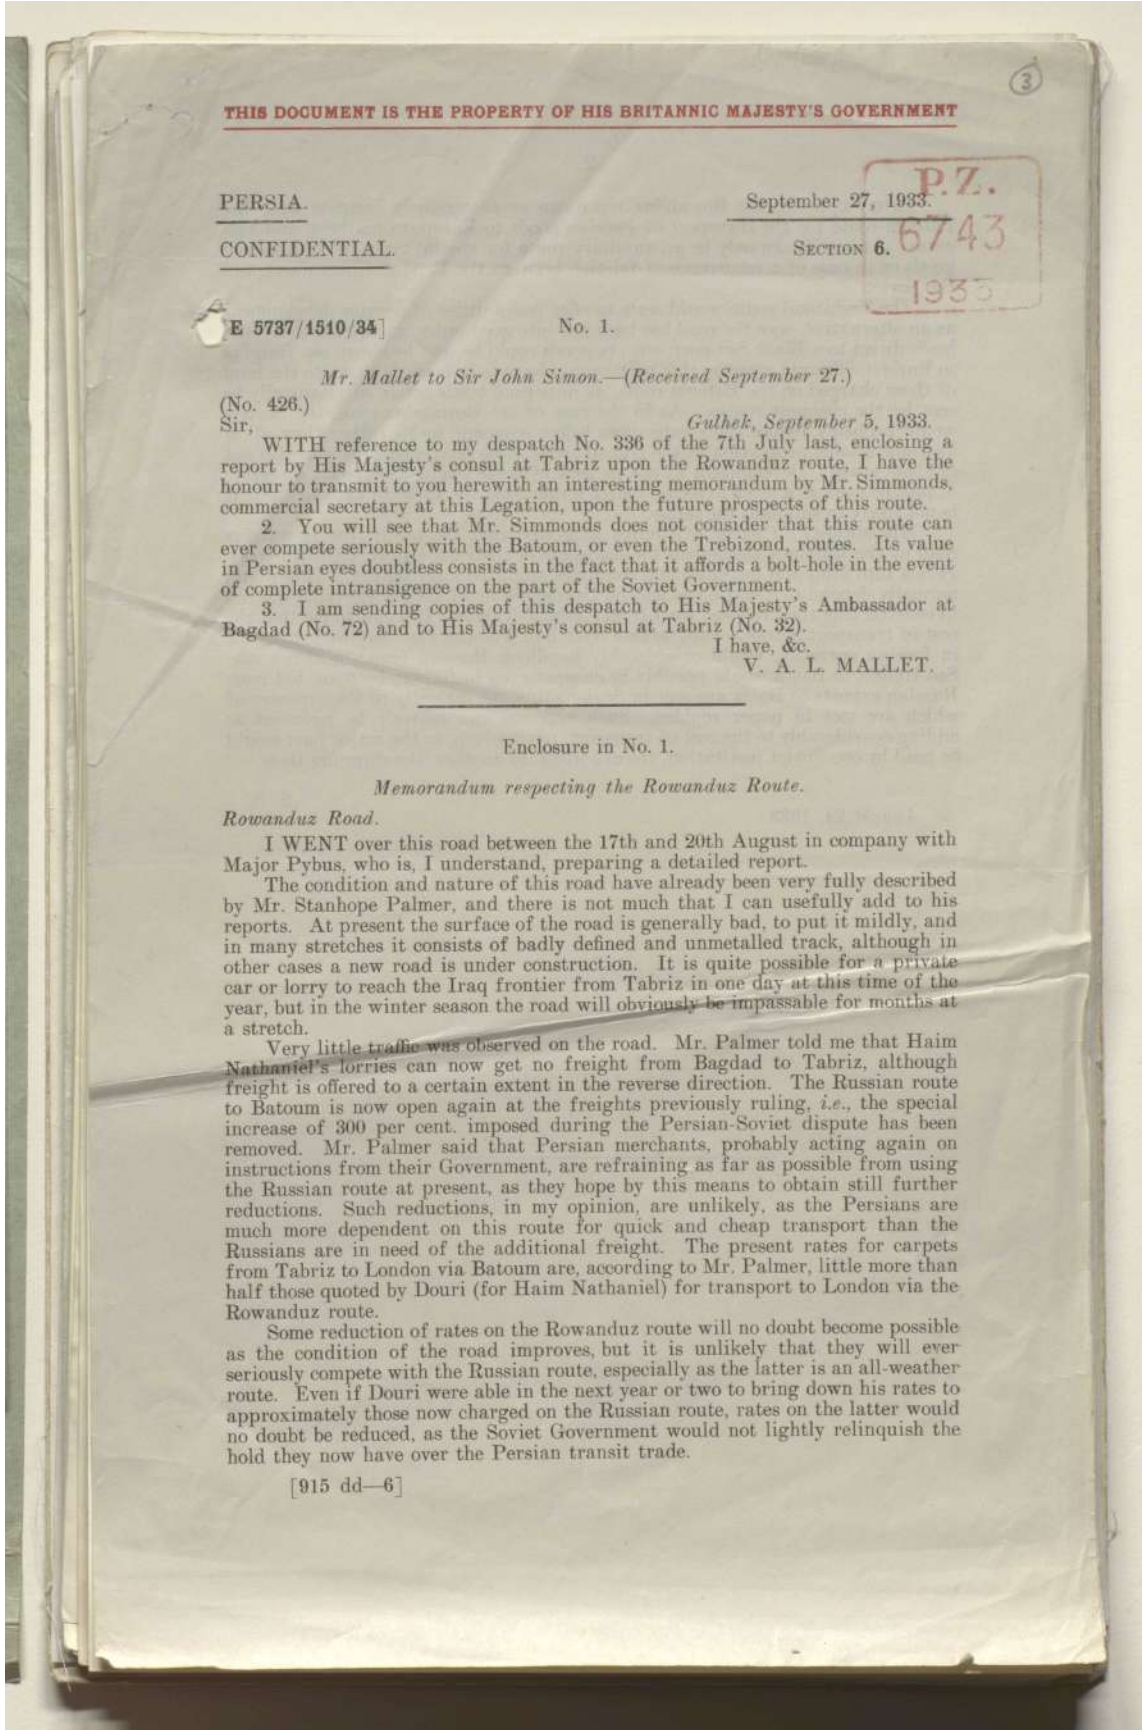 3
THIS DOCUMENT IS THE PROPERTY OF HIS BRITANNIC MAJESTY'S GOVERNMENT
PERSIA.
September 27, 1933.
CONFIDENTIAL.
SECTION 6.
P.Z.
6743
1933
[E 5737/1510/34]
No. 1.
Mr. Mallet to Sir John Simon.—(Received September 27.)
(No. 426.)
Sir,
Gulhek, September 5, 1933.
WITH reference to my despatch No. 336 of the 7th July last, enclosing a
report by His Majesty's consul at Tabriz upon the Rowanduz route, I have the
honour to transmit to you herewith an interesting memorandum by Mr. Simmonds,
commercial secretary at this Legation, upon the future prospects of this route.
2. You will see that Mr. Simmonds does not consider that this route can
ever compete seriously with the Batoum, or even the Trebizond, routes. Its value
in Persian eyes doubtless consists in the fact that it affords a bolt-hole in the event
of complete intransigence on the part of the Soviet Government.
3. I am sending copies of this despatch to His Majesty's Ambassador at
Bagdad (No. 72) and to His Majesty's consul at Tabriz (No. 32).
I have, &c.
V. A. L. MALLET.
Enclosure in No. 1.
Memorandum respecting the Rowanduz Route.
Rowanduz Road.
I WENT over this road between the 17th and 20th August in company with
Major Pybus, who is, I understand, preparing a detailed report.
The condition and nature of this road have already been very fully described
by Mr. Stanhope Palmer, and there is not much that I can usefully add to his
reports. At present the surface of the road is generally bad, to put it mildly, and
in many stretches it consists of badly defined and unmetalled track, although in
other cases a new road is under construction. It is quite possible for a private
car or lorry to reach the Iraq frontier from Tabriz in one day at this time of the
year, but in the winter season the road will obviously be impassable for months at
a stretch.
Very little traffic was observed on the road. Mr. Palmer told me that Haim
Nathaniel's lorries can now get no freight from Bagdad to Tabriz, although
freight is offered to a certain extent in the reverse direction. The Russian route
to Batoum is now open again at the freights previously ruling, i.e., the special
increase of 300 per cent. imposed during the Persian-Soviet dispute has been
removed. Mr. Palmer said that Persian merchants, probably acting again on
instructions from their Government, are refraining as far as possible from using
the Russian route at present, as they hope by this means to obtain still further
reductions. Such reductions, in my opinion, are unlikely, as the Persians are
much more dependent on this route for quick and cheap transport than the
Russians are in need of the additional freight. The present rates for carpets
from Tabriz to London via Batoum are, according to Mr. Palmer, little more than
half those quoted by Douri (for Haim Nathaniel) for transport to London via the
Rowanduz route.
Some reduction of rates on the Rowanduz route will no doubt become possible
as the condition of the road improves, but it is unlikely that they will ever
seriously compete with the Russian route, especially as the latter is an all-weather
route. Even if Douri were able in the next year or two to bring down his rates to
approximately those now charged on the Russian route, rates on the latter would
no doubt be reduced, as the Soviet Government would not lightly relinquish the
hold they now have over the Persian transit trade.
[915 dd—6]